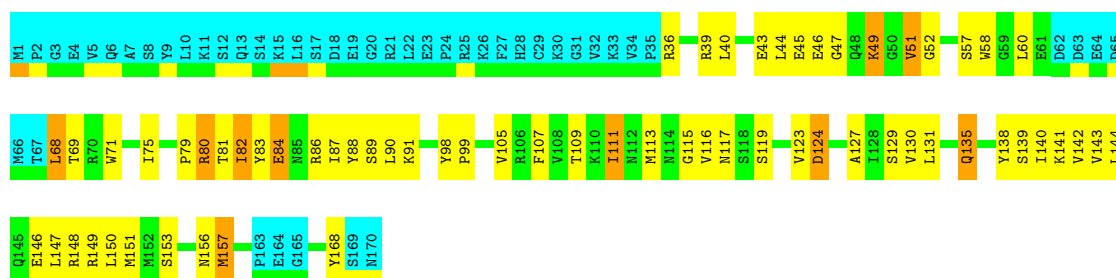 M1 P2 G3 E4 V5 Q6 A7 S8 Y9 L10 K11 S12 Q13 S14 K15 L16 S17 D18 E19 G20 R21 L22 E23 P24 R25 K26 F27 H28 C29 K30 G31 V32 K33 V34 P35 R36 R39 L40 E43 L44 E45 E46 G47 Q48 K49 G50 V51 G52 S57 W58 G59 L60 E61 D62 D63 E64 D65
M66 T67 L68 T69 R70 W71 I75 P79 R80 T81 I82 Y83 E84 N85 R86 I87 Y88 S89 L90 K91 Y98 P99 V105 R106 F107 V108 T109 K110 I111 N112 M113 N114 G115 V116 N117 S118 S119 V123 D124 A127 I128 S129 V130 L131 Q135 Y138 S139 I140 K141 V142 V143 L144
Q145 E146 L147 R148 R149 L150 M151 M152 S153 N156 M157 P163 E164 G165 Y168 S169 N170